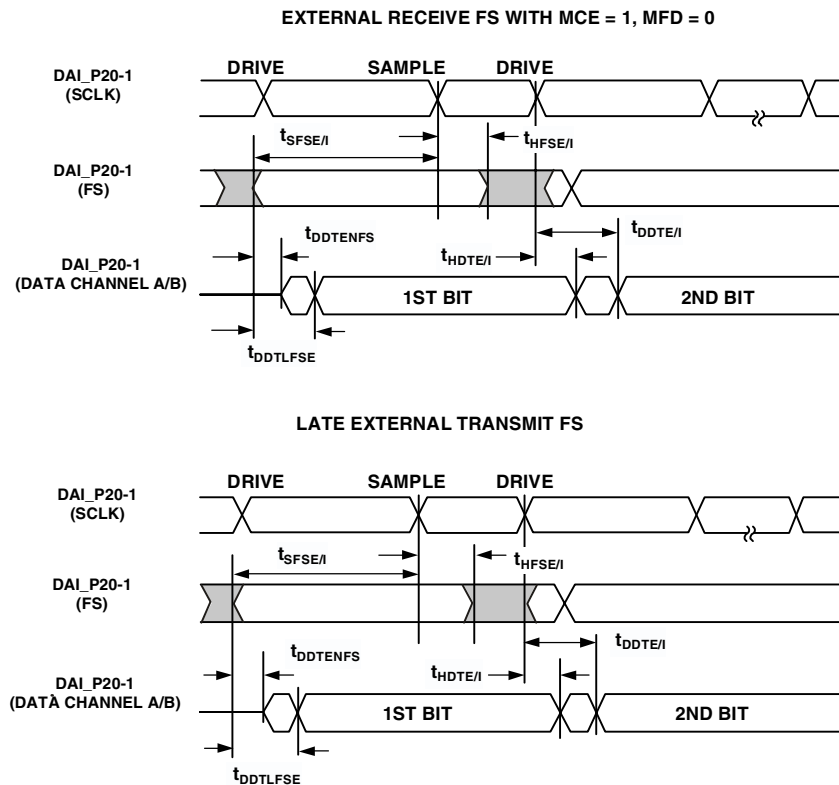 EXTERNAL RECEIVE FS WITH MCE = 1, MFD = 0
DRIVE SAMPLE DRIVE
DAI_P20-1
(SCLK)
tSFSE/I tHFSE/I
DAI_P20-1
(FS)
tDDTENFS tHDTE/I tDDTE/I
DAI_P20-1
(DATA CHANNEL A/B)
1ST BIT 2ND BIT
tDDTLFSE
LATE EXTERNAL TRANSMIT FS
DRIVE SAMPLE DRIVE
DAI_P20-1
(SCLK)
tSFSE/I tHFSE/I
DAI_P20-1
(FS)
tDDTENFS tHDTE/I tDDTE/I
DAI_P20-1
(DATA CHANNEL A/B)
1ST BIT 2ND BIT
tDDTLFSE